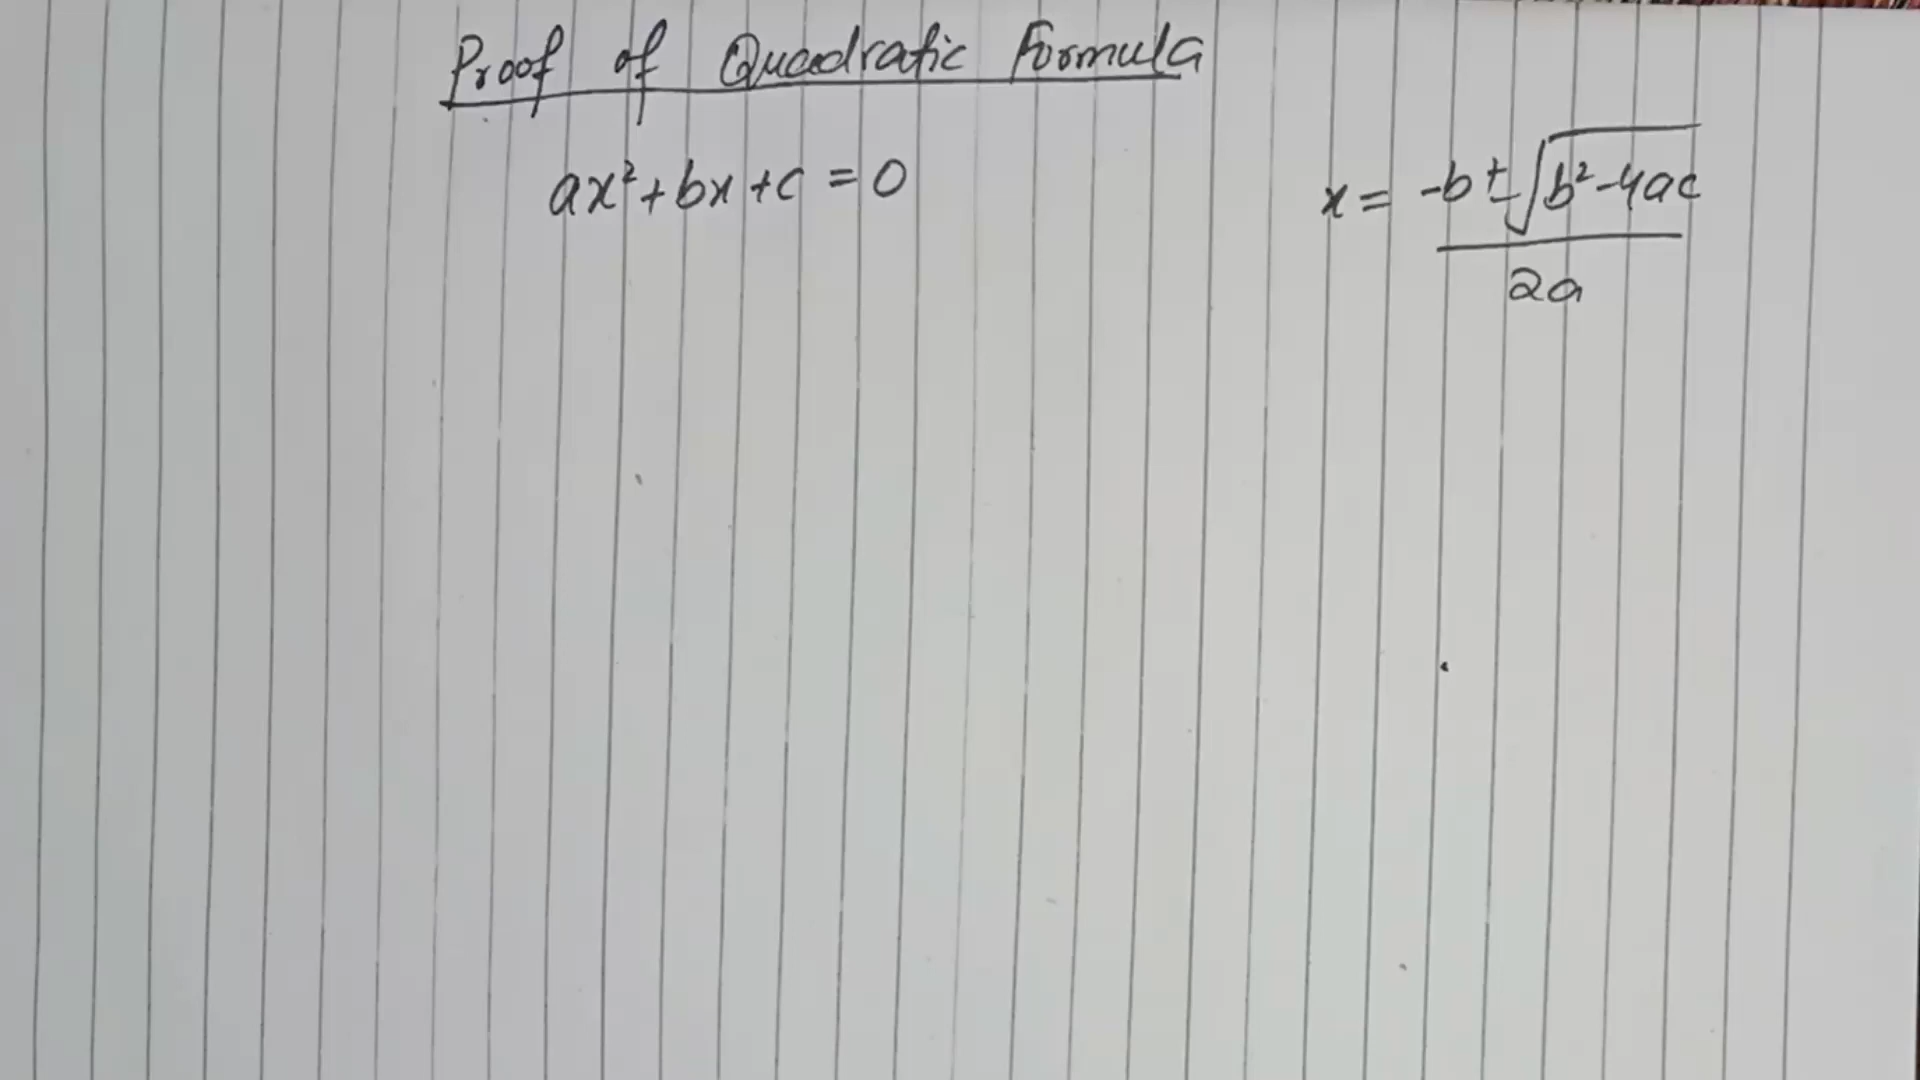 Proof of Quadratic Formula
ax²+bx+c = 0
x = -b ± √b²-4ac
2a